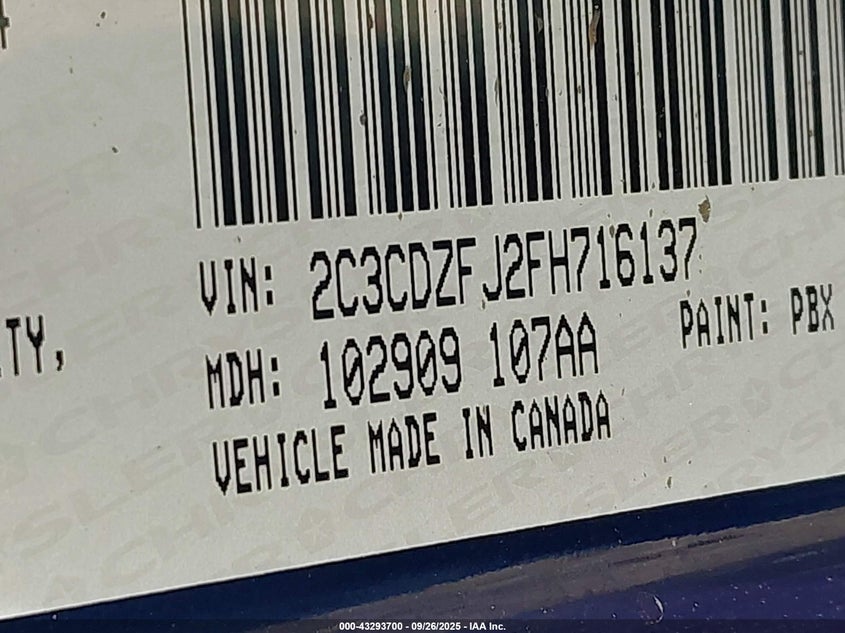 VIN: 2C3CDZFJ2FH716137
TY,
MDH: 102909 107AA
PAINT: PBX
VEHICLE MADE IN CANADA
000-43293700 - 09/26/2025 - IAA Inc.